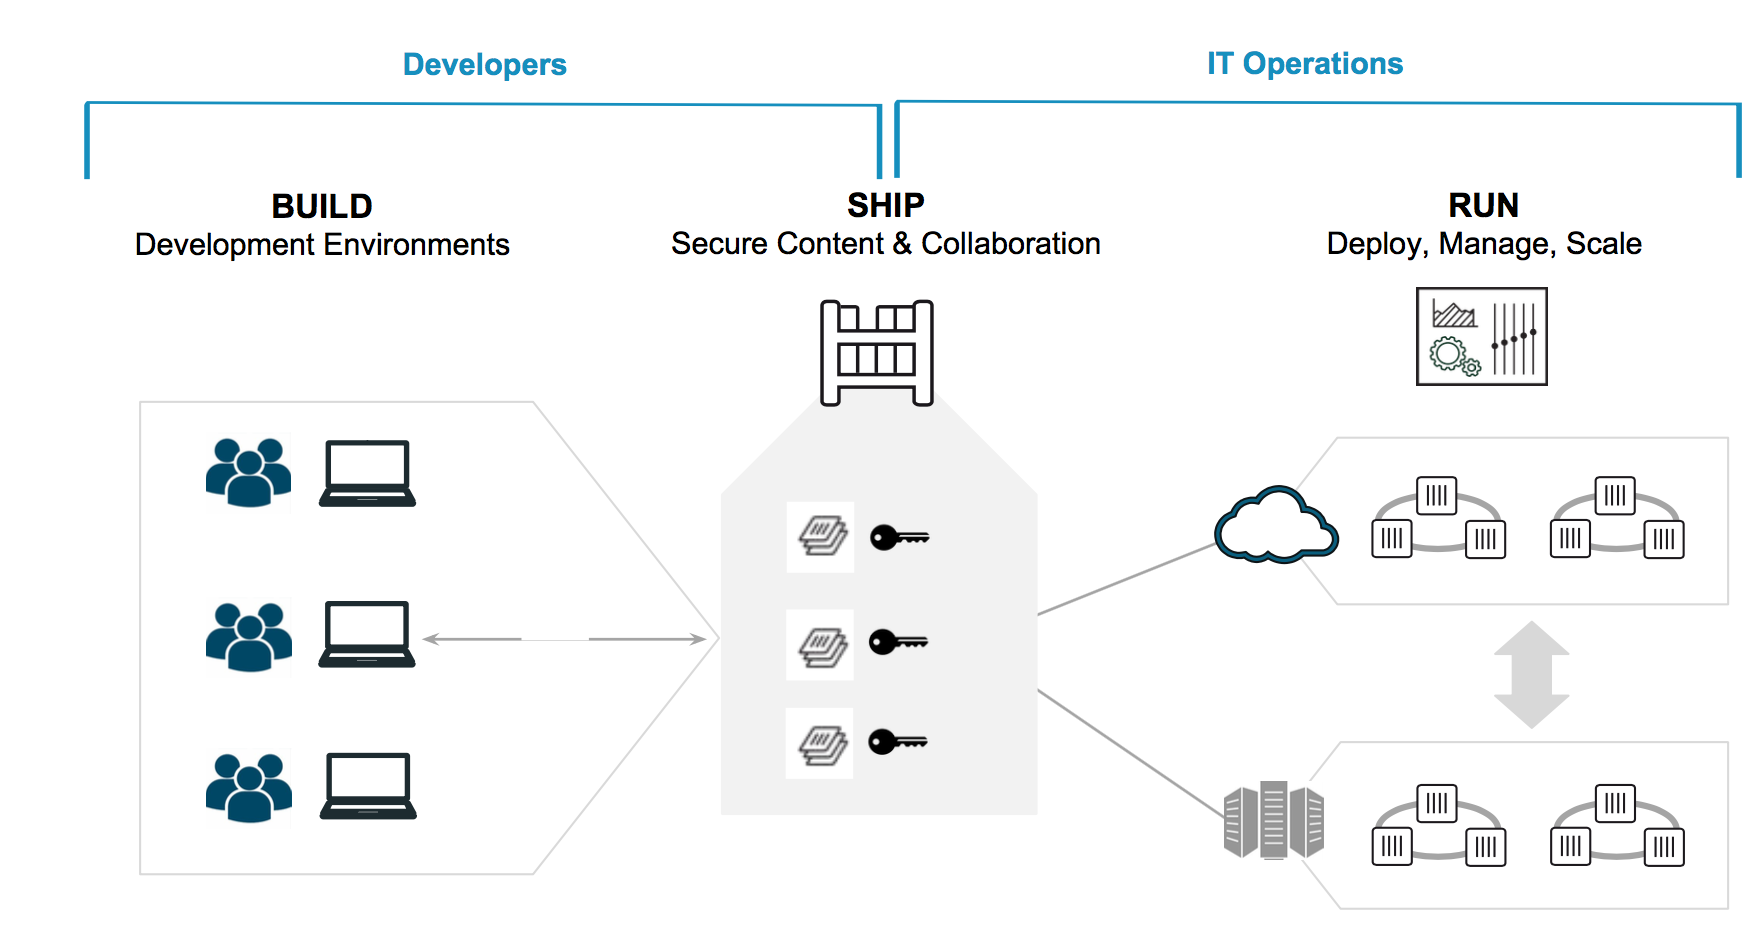 Developers
IT Operations
BUILD
Development Environments
SHIP
Secure Content & Collaboration
RUN
Deploy, Manage, Scale